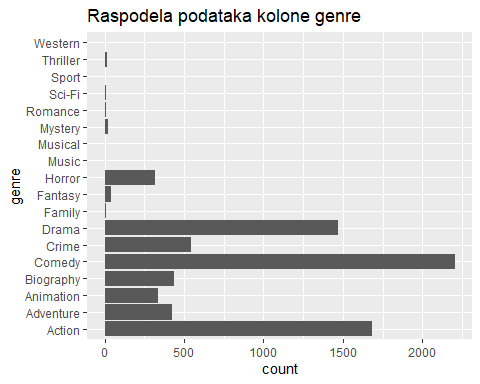 Raspodela podataka kolone genre
Western
Thriller
Sport
Sci-Fi
Romance
Mystery
Musical
Music
Horror
Fantasy
Family
Drama
Crime
Comedy
Biography
Animation
Adventure
Action
genre
0 500 1000 1500 2000
count